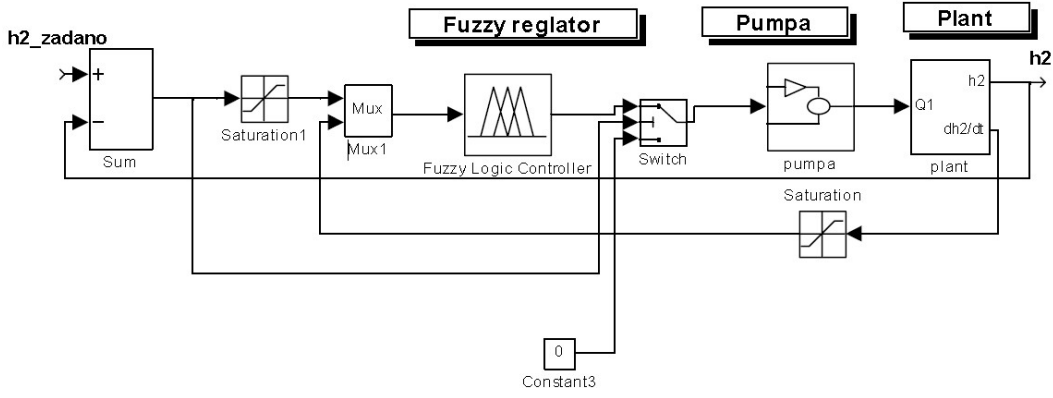 Fuzzy reglator
Pumpa
Plant
h2_zadano
h2
+
−
Sum
Saturation1
Mux
Mux1
Fuzzy Logic Controller
Switch
pumpa
Q1
h2
dh2/dt
plant
Saturation
0
Constant3